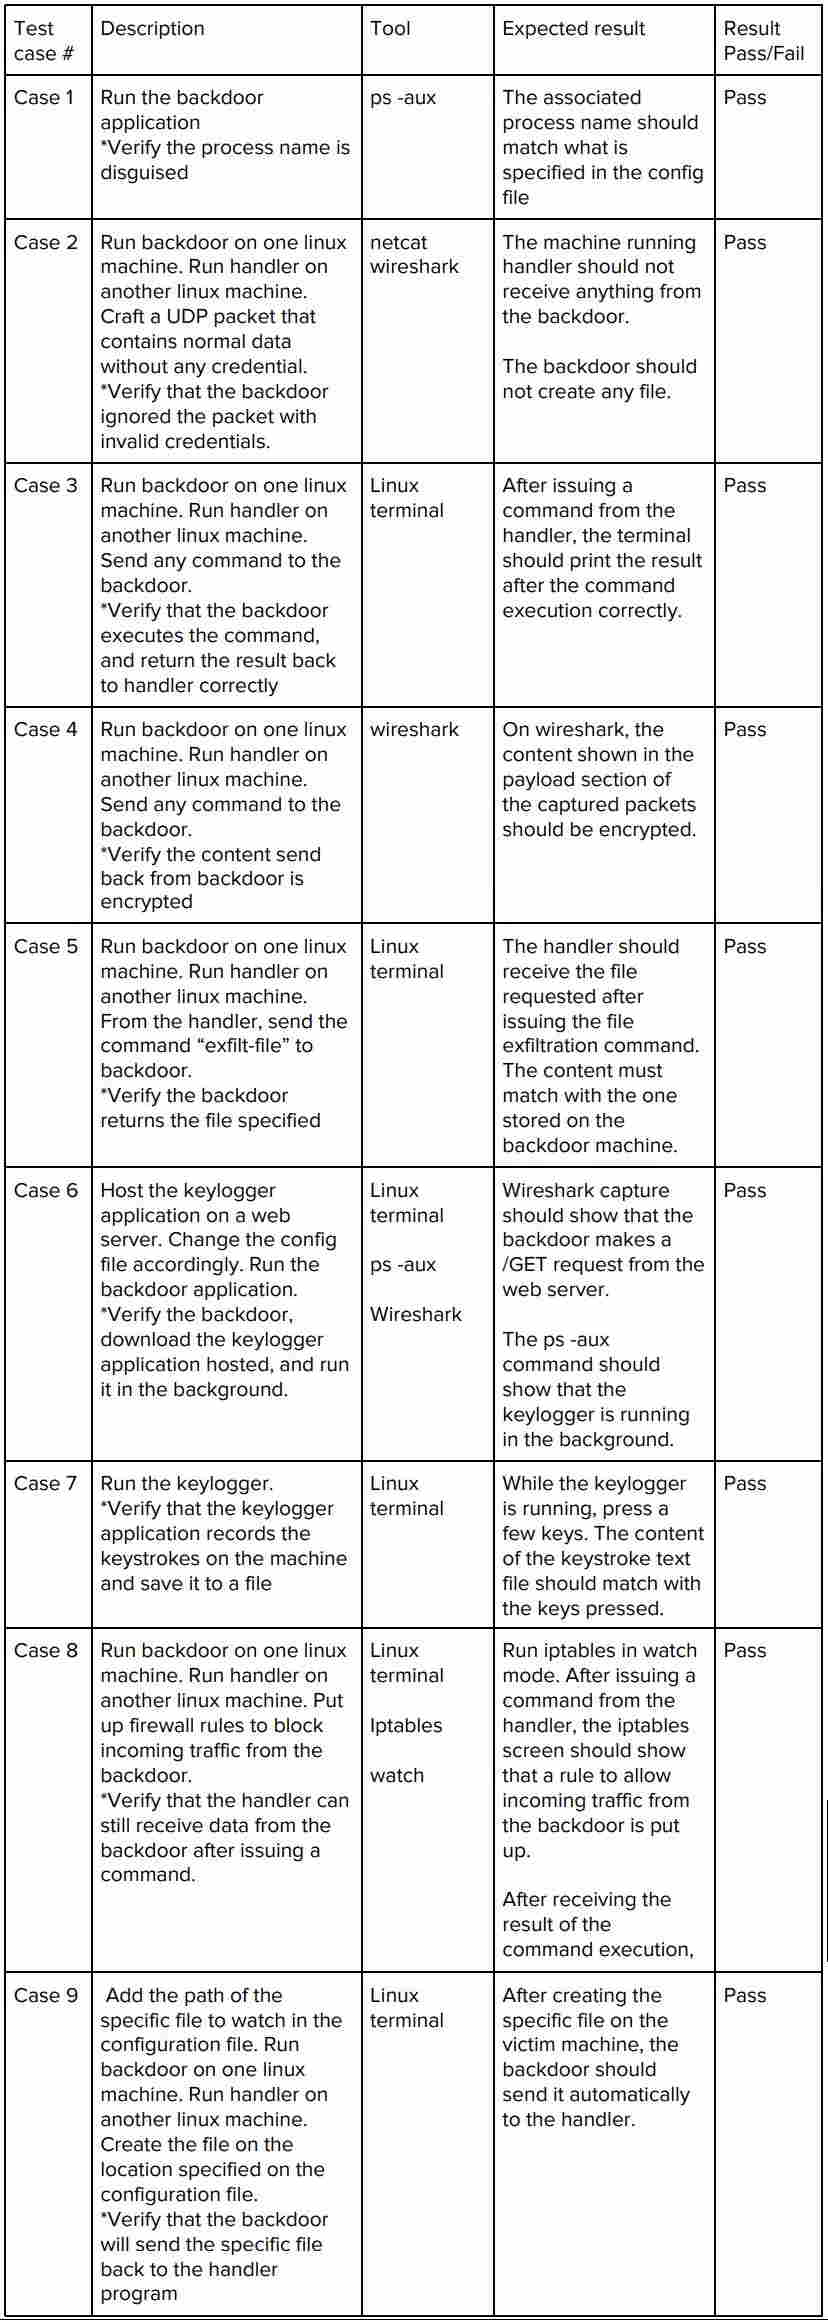 Test case #
Description
Tool
Expected result
Result Pass/Fail
Case 1
Run the backdoor
application
*Verify the process name is
disguised
ps -aux
The associated
process name should
match what is
specified in the config
file
Pass
Case 2
Run backdoor on one linux
machine. Run handler on
another linux machine.
Craft a UDP packet that
contains normal data
without any credential.
*Verify that the backdoor
ignored the packet with
invalid credentials.
netcat
wireshark
The machine running
handler should not
receive anything from
the backdoor.
The backdoor should
not create any file.
Pass
Case 3
Run backdoor on one linux
machine. Run handler on
another linux machine.
Send any command to the
backdoor.
*Verify that the backdoor
executes the command,
and return the result back
to handler correctly
Linux
terminal
After issuing a
command from the
handler, the terminal
should print the result
after the command
execution correctly.
Pass
Case 4
Run backdoor on one linux
machine. Run handler on
another linux machine.
Send any command to the
backdoor.
*Verify the content send
back from backdoor is
encrypted
wireshark
On wireshark, the
content shown in the
payload section of
the captured packets
should be encrypted.
Pass
Case 5
Run backdoor on one linux
machine. Run handler on
another linux machine.
From the handler, send the
command “exfilt-file” to
backdoor.
*Verify the backdoor
returns the file specified
Linux
terminal
The handler should
receive the file
requested after
issuing the file
exfiltration command.
The content must
match with the one
stored on the
backdoor machine.
Pass
Case 6
Host the keylogger
application on a web
server. Change the config
file accordingly. Run the
backdoor application.
*Verify the backdoor,
download the keylogger
application hosted, and run
it in the background.
Linux
terminal
ps -aux
Wireshark
Wireshark capture
should show that the
backdoor makes a
/GET request from the
web server.
The ps -aux
command should
show that the
keylogger is running
in the background.
Pass
Case 7
Run the keylogger.
*Verify that the keylogger
application records the
keystrokes on the machine
and save it to a file
Linux
terminal
While the keylogger
is running, press a
few keys. The content
of the keystroke text
file should match with
the keys pressed.
Pass
Case 8
Run backdoor on one linux
machine. Run handler on
another linux machine. Put
up firewall rules to block
incoming traffic from the
backdoor.
*Verify that the handler can
still receive data from the
backdoor after issuing a
command.
Linux
terminal
Iptables
watch
Run iptables in watch
mode. After issuing a
command from the
handler, the iptables
screen should show
that a rule to allow
incoming traffic from
the backdoor is put
up.
After receiving the
result of the
command execution,
Pass
Case 9
Add the path of the
specific file to watch in the
configuration file. Run
backdoor on one linux
machine. Run handler on
another linux machine.
Create the file on the
location specified on the
configuration file.
*Verify that the backdoor
will send the specific file
back to the handler
program
Linux
terminal
After creating the
specific file on the
victim machine, the
backdoor should
send it automatically
to the handler.
Pass